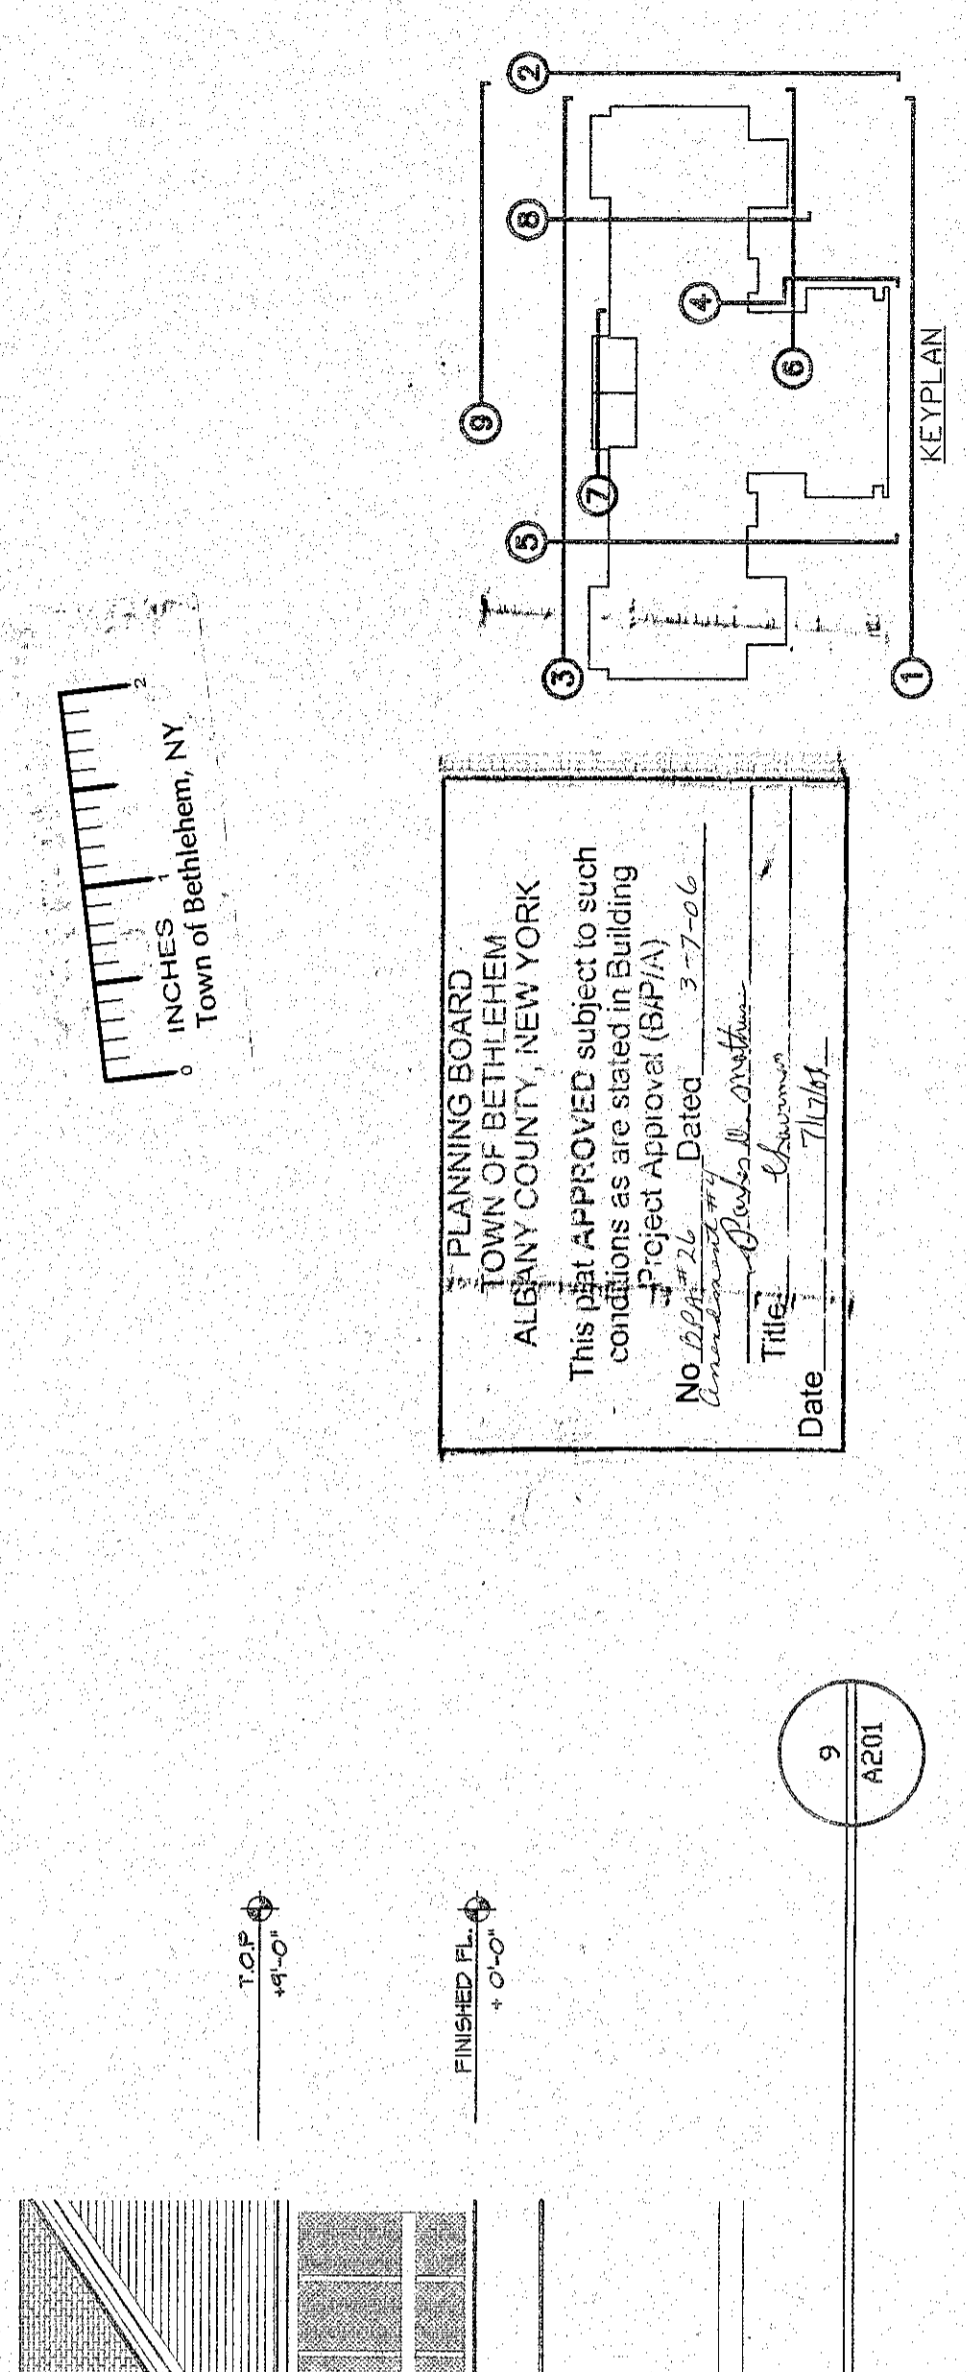 0 1 2
INCHES
Town of Bethlehem, NY
PLANNING BOARD
TOWN OF BETHLEHEM
ALBANY COUNTY, NEW YORK
This plat APPROVED subject to such
conditions as are stated in Building
Project Approval (B/P/A)
No BPA #26 Dated 3-7-06
Amendment #4
Title Chairman
Date
9
2
3
8
7
5
4
6
1
KEYPLAN
T.O.P
+9'-0"
FINISHED FL.
+ 0'-0"
9
A201